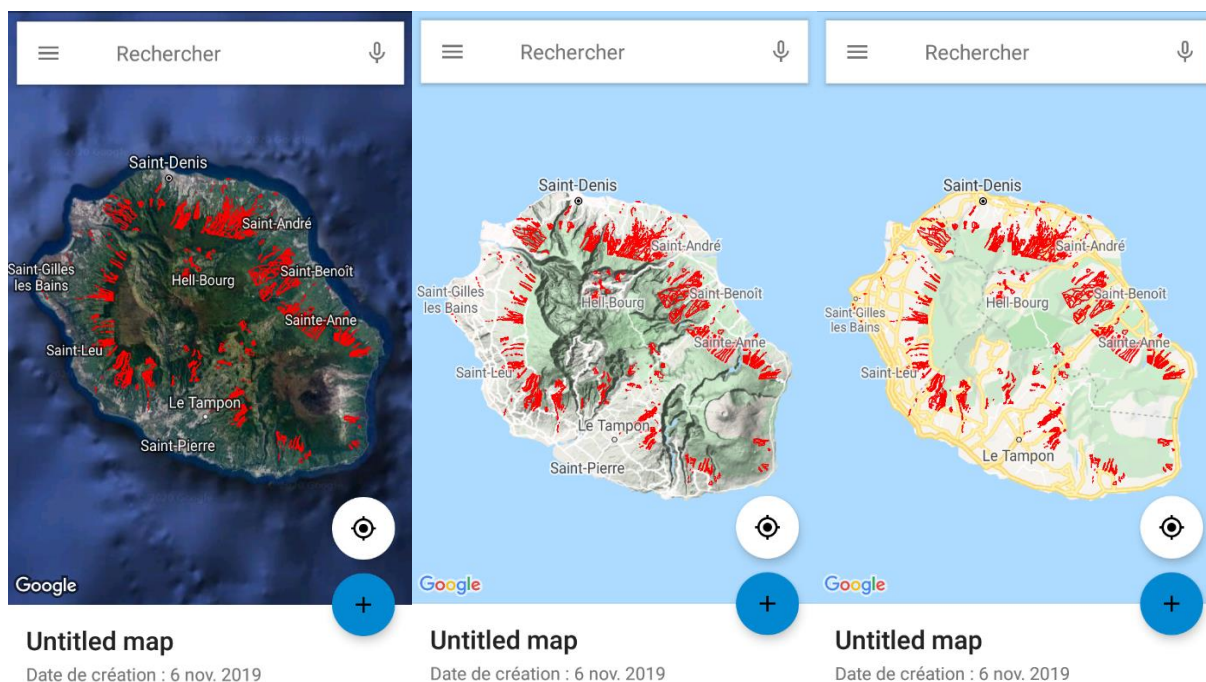 Rechercher
Saint-Denis
Saint-André
Saint-Gilles
les Bains
Hell-Bourg
Saint-Benoît
Sainte-Anne
Saint-Leu
Le Tampon
Saint-Pierre
Google
Untitled map
Date de création : 6 nov. 2019
Rechercher
Saint-Denis
Saint-André
Saint-Gilles
les Bains
Hell-Bourg
Saint-Benoît
Sainte-Anne
Saint-Leu
Le Tampon
Saint-Pierre
Google
Untitled map
Date de création : 6 nov. 2019
Rechercher
Saint-Denis
Saint-André
Saint-Gilles
les Bains
Hell-Bourg
Saint-Benoît
Sainte-Anne
Saint-Leu
Le Tampon
Google
Untitled map
Date de création : 6 nov. 2019